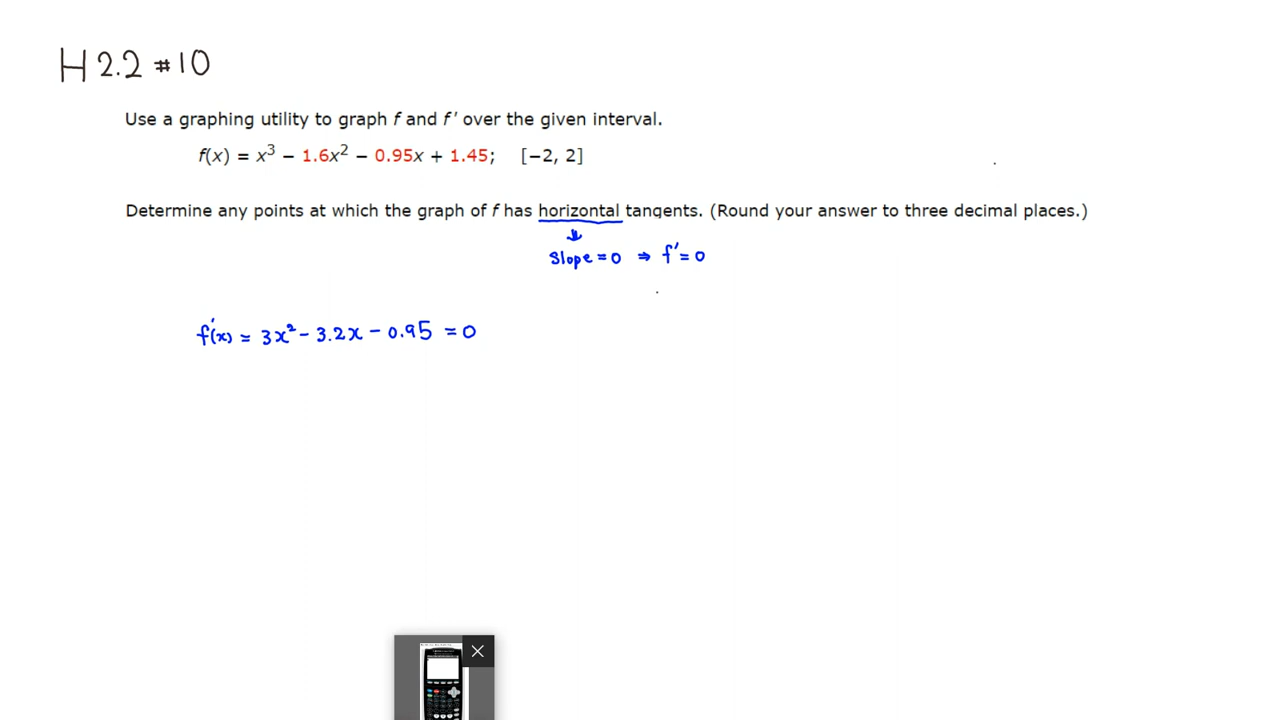 H 2.2 #10
Use a graphing utility to graph f and f' over the given interval.
f(x) = x³ − 1.6x² − 0.95x + 1.45; [−2, 2]
Determine any points at which the graph of f has horizontal tangents. (Round your answer to three decimal places.)
Slope = 0 ⇒ f' = 0
f'(x) = 3x² − 3.2x − 0.95 = 0